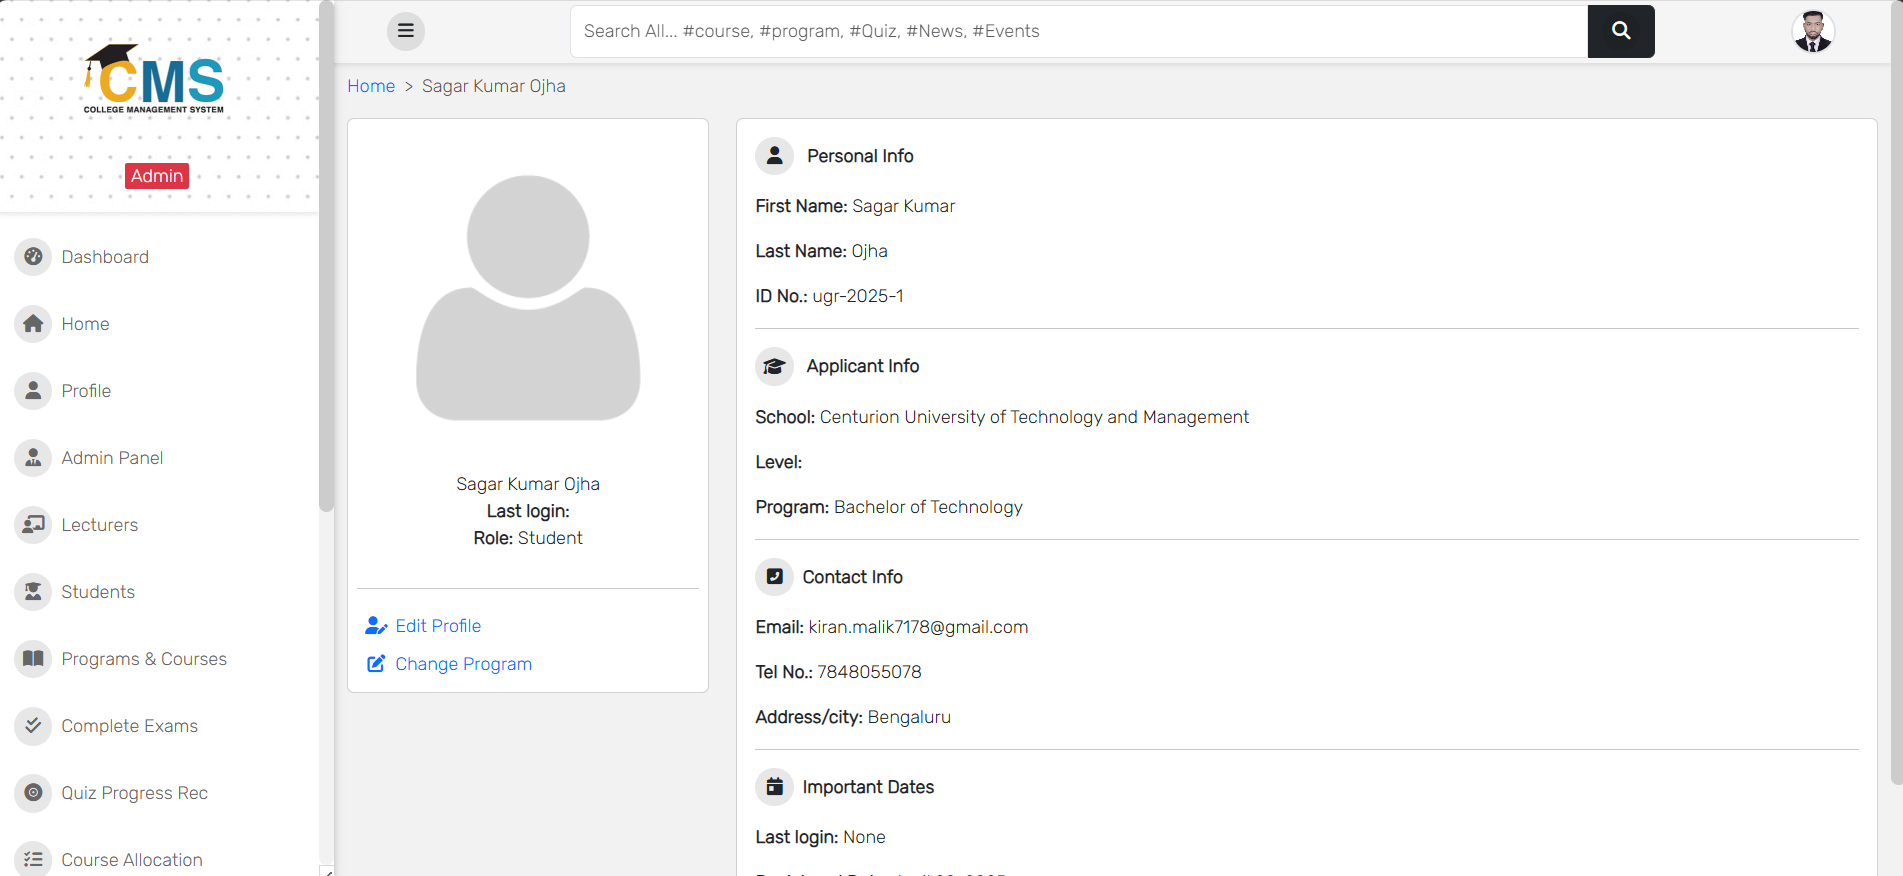 CMS
COLLEGE MANAGEMENT SYSTEM
Admin
Dashboard
Home
Profile
Admin Panel
Lecturers
Students
Programs & Courses
Complete Exams
Quiz Progress Rec
Course Allocation
Search All... #course, #program, #Quiz, #News, #Events
Home > Sagar Kumar Ojha
Sagar Kumar Ojha
Last login:
Role: Student
Edit Profile
Change Program
Personal Info
First Name: Sagar Kumar
Last Name: Ojha
ID No.: ugr-2025-1
Applicant Info
School: Centurion University of Technology and Management
Level:
Program: Bachelor of Technology
Contact Info
Email: kiran.malik7178@gmail.com
Tel No.: 7848055078
Address/city: Bengaluru
Important Dates
Last login: None